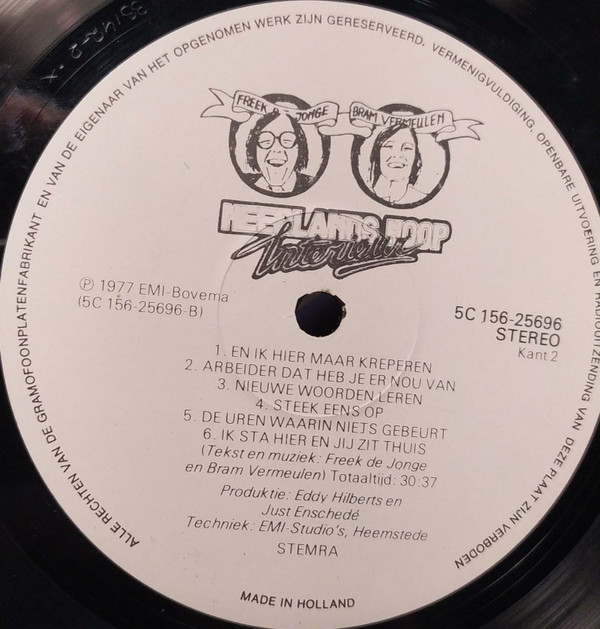 35142-2-X
ALLE RECHTEN VAN DE GRAMOFOONPLATENFABRIKANT EN VAN DE EIGENAAR VAN HET OPGENOMEN WERK ZIJN GERESERVEERD, VERMENIGVULDIGING, OPENBARE UITVOERING EN RADIOUITZENDING VAN DEZE PLAAT ZIJN VERBODEN
FREEK DE JONGE
BRAM VERMEULEN
NEERLANDS HOOP
Interview
℗ 1977 EMI-Bovema
(5C 156-25696-B)
5C 156-25696
STEREO
Kant 2
1. EN IK HIER MAAR KREPEREN
2. ARBEIDER DAT HEB JE ER NOU VAN
3. NIEUWE WOORDEN LEREN
4. STEEK EENS OP
5. DE UREN WAARIN NIETS GEBEURT
6. IK STA HIER EN JIJ ZIT THUIS
(Tekst en muziek: Freek de Jonge
en Bram Vermeulen) Totaaltijd: 30:37
Produktie: Eddy Hilberts en
Just Enschedé
Techniek: EMI-Studio's, Heemstede
STEMRA
MADE IN HOLLAND